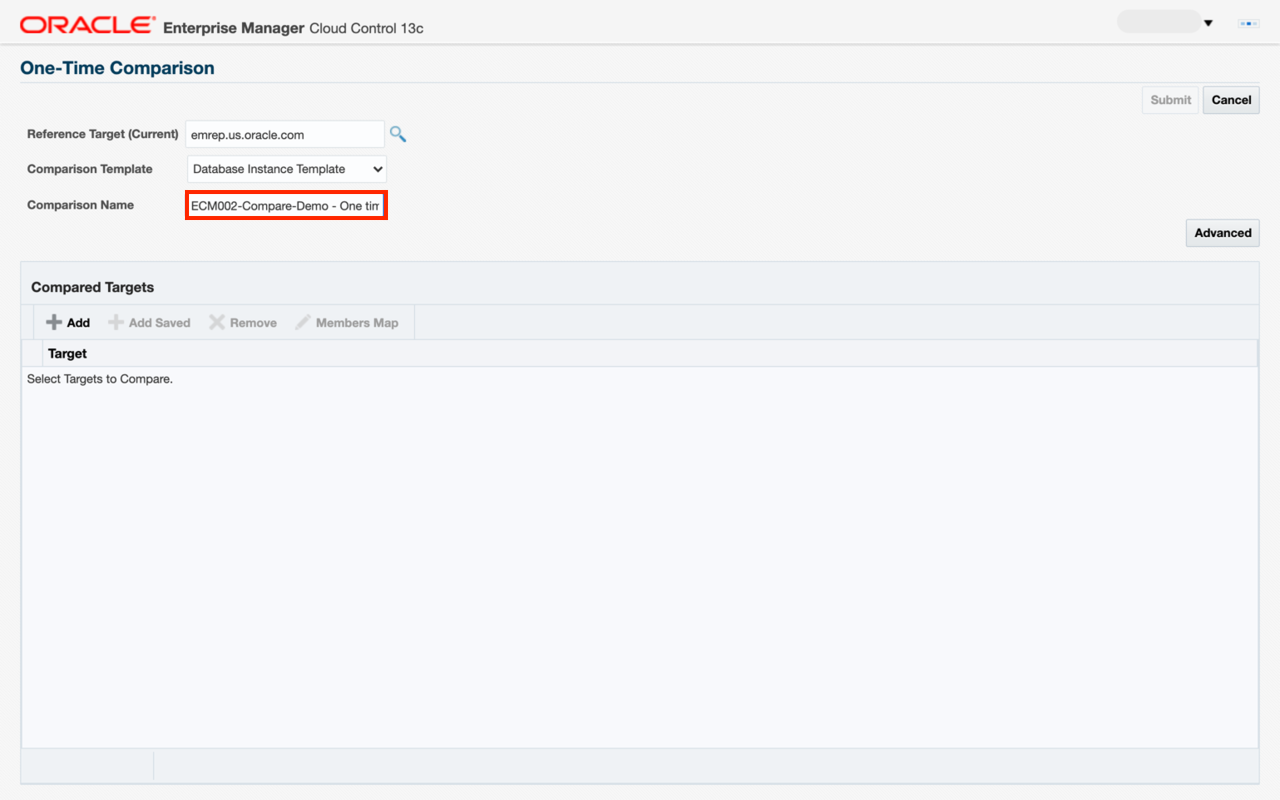 ORACLE® Enterprise Manager Cloud Control 13c
One-Time Comparison
Submit Cancel
Reference Target (Current) emrep.us.oracle.com
Comparison Template Database Instance Template
Comparison Name ECM002-Compare-Demo - One tim
Advanced
Compared Targets
Add Add Saved Remove Members Map
Target
Select Targets to Compare.